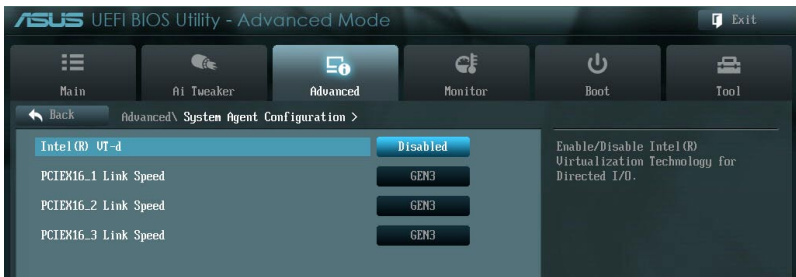 ASUS UEFI BIOS Utility - Advanced Mode
Exit
Main
Ai Tweaker
Advanced
Monitor
Boot
Tool
Back
Advanced\ System Agent Configuration >
Intel(R) VT-d
Disabled
PCIEX16_1 Link Speed
GEN3
PCIEX16_2 Link Speed
GEN3
PCIEX16_3 Link Speed
GEN3
Enable/Disable Intel(R)
Virtualization Technology for
Directed I/O.